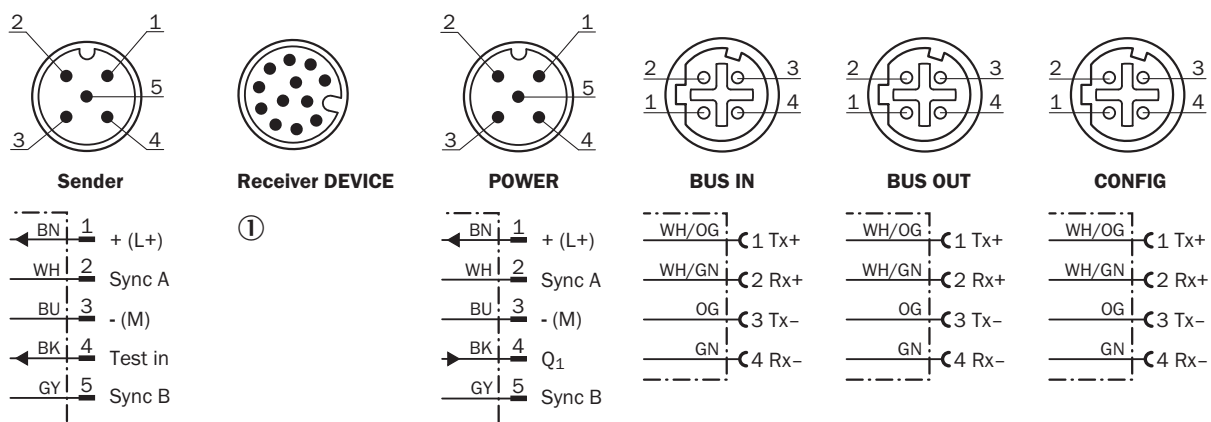 2 1
5
3 4
Sender
BN 1 + (L+)
WH 2 Sync A
BU 3 - (M)
BK 4 Test in
GY 5 Sync B
Receiver DEVICE
①
2 1
5
3 4
POWER
BN 1 + (L+)
WH 2 Sync A
BU 3 - (M)
BK 4 Q1
GY 5 Sync B
2 3
1 4
BUS IN
WH/OG 1 Tx+
WH/GN 2 Rx+
OG 3 Tx–
GN 4 Rx–
2 3
1 4
BUS OUT
WH/OG 1 Tx+
WH/GN 2 Rx+
OG 3 Tx–
GN 4 Rx–
2 3
1 4
CONFIG
WH/OG 1 Tx+
WH/GN 2 Rx+
OG 3 Tx–
GN 4 Rx–